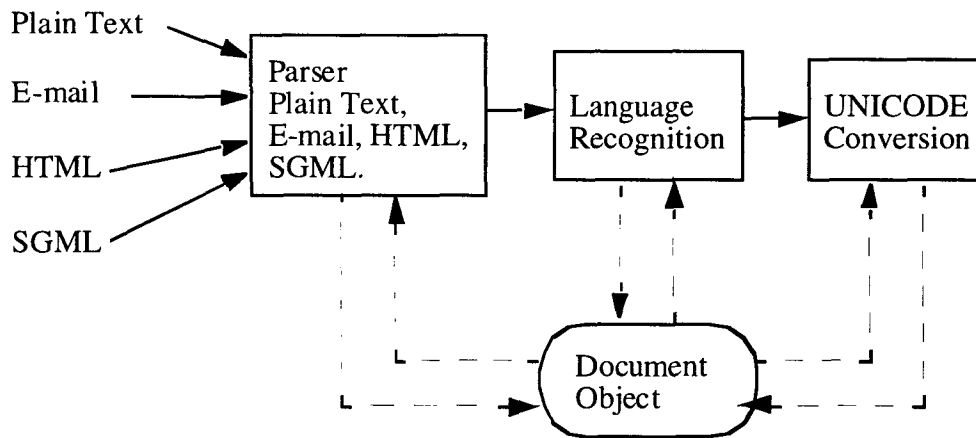 Plain Text
E-mail
HTML
SGML
Parser
Plain Text,
E-mail, HTML,
SGML.
Language
Recognition
UNICODE
Conversion
Document
Object